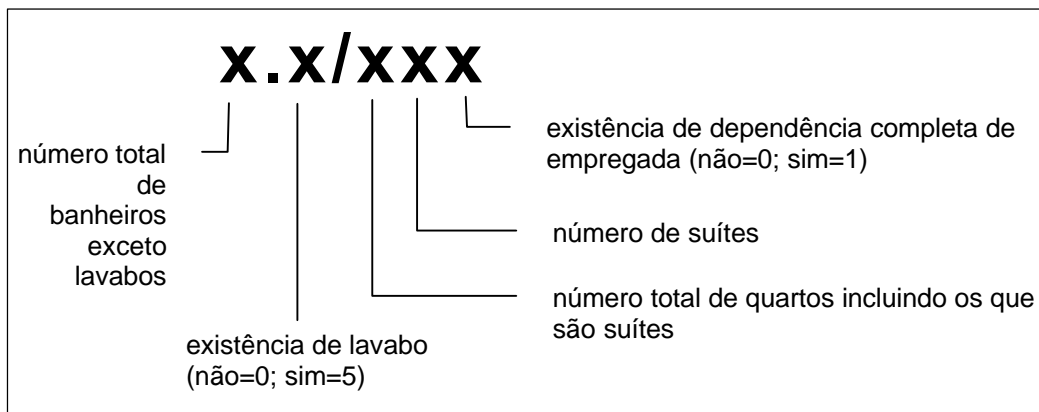 x.x/xxx
número total
de
banheiros
exceto
lavabos
existência de dependência completa de
empregada (não=0; sim=1)
número de suítes
número total de quartos incluindo os que
são suítes
existência de lavabo
(não=0; sim=5)